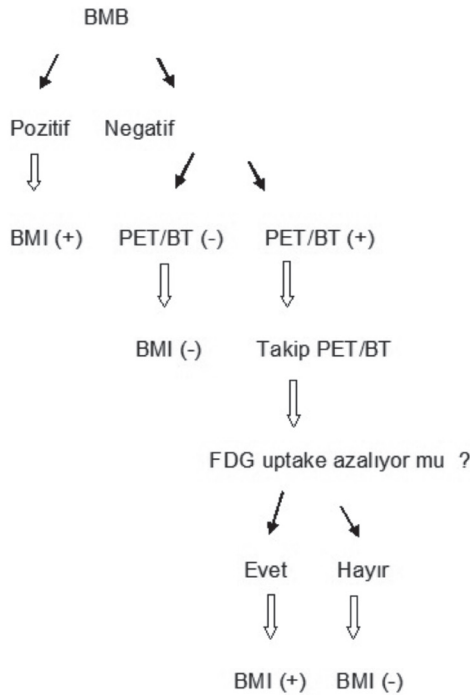 BMB
Pozitif Negatif
BMI (+) PET/BT (-) PET/BT (+)
BMI (-) Takip PET/BT
FDG uptake azalıyor mu ?
Evet Hayır
BMI (+) BMI (-)